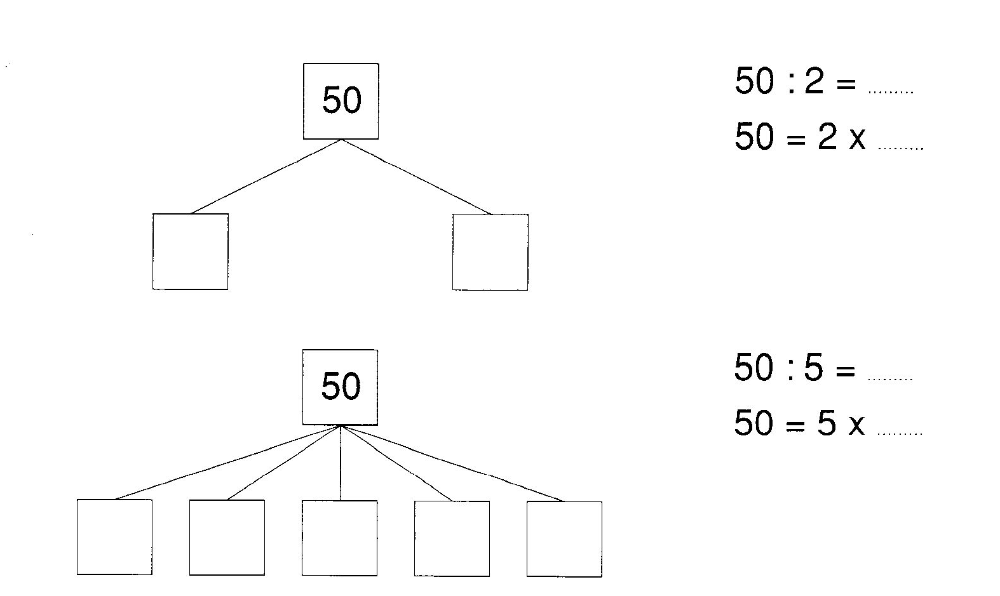 50
50 : 2 = .........
50 = 2 x .........
50
50 : 5 = .........
50 = 5 x .........